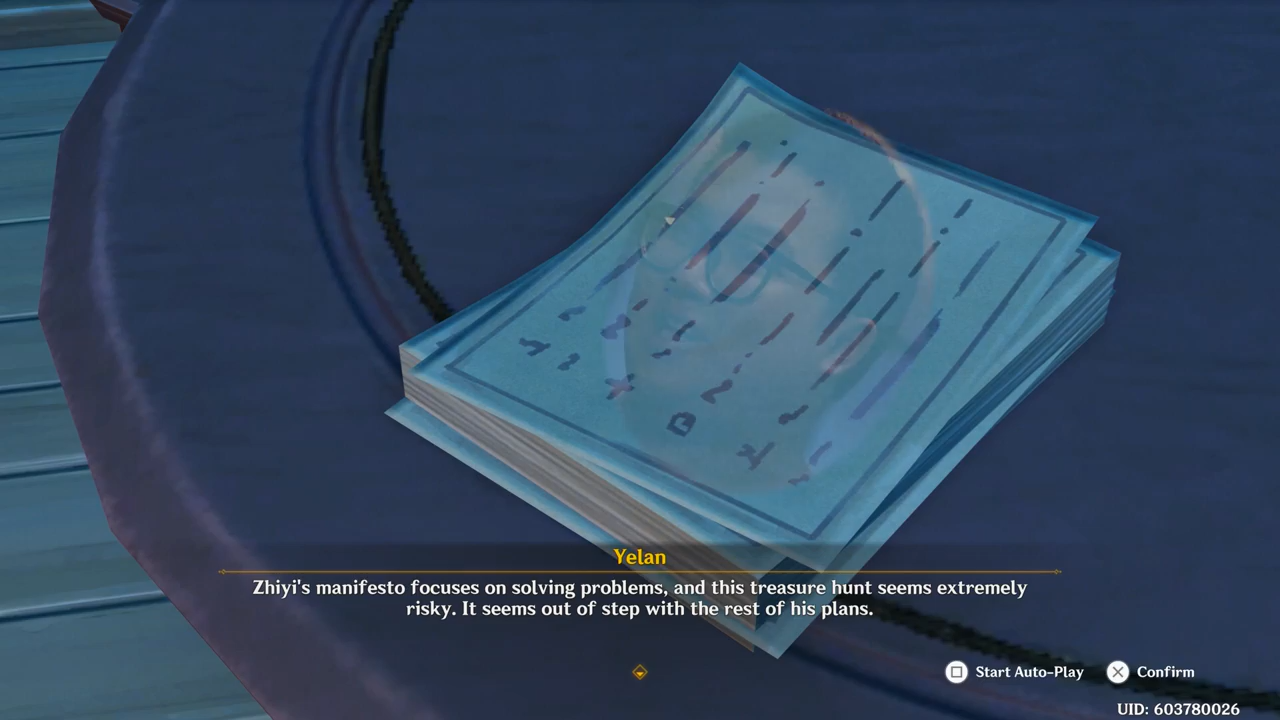 Yelan
Zhiyi's manifesto focuses on solving problems, and this treasure hunt seems extremely
risky. It seems out of step with the rest of his plans.
Start Auto-Play
Confirm
UID: 603780026